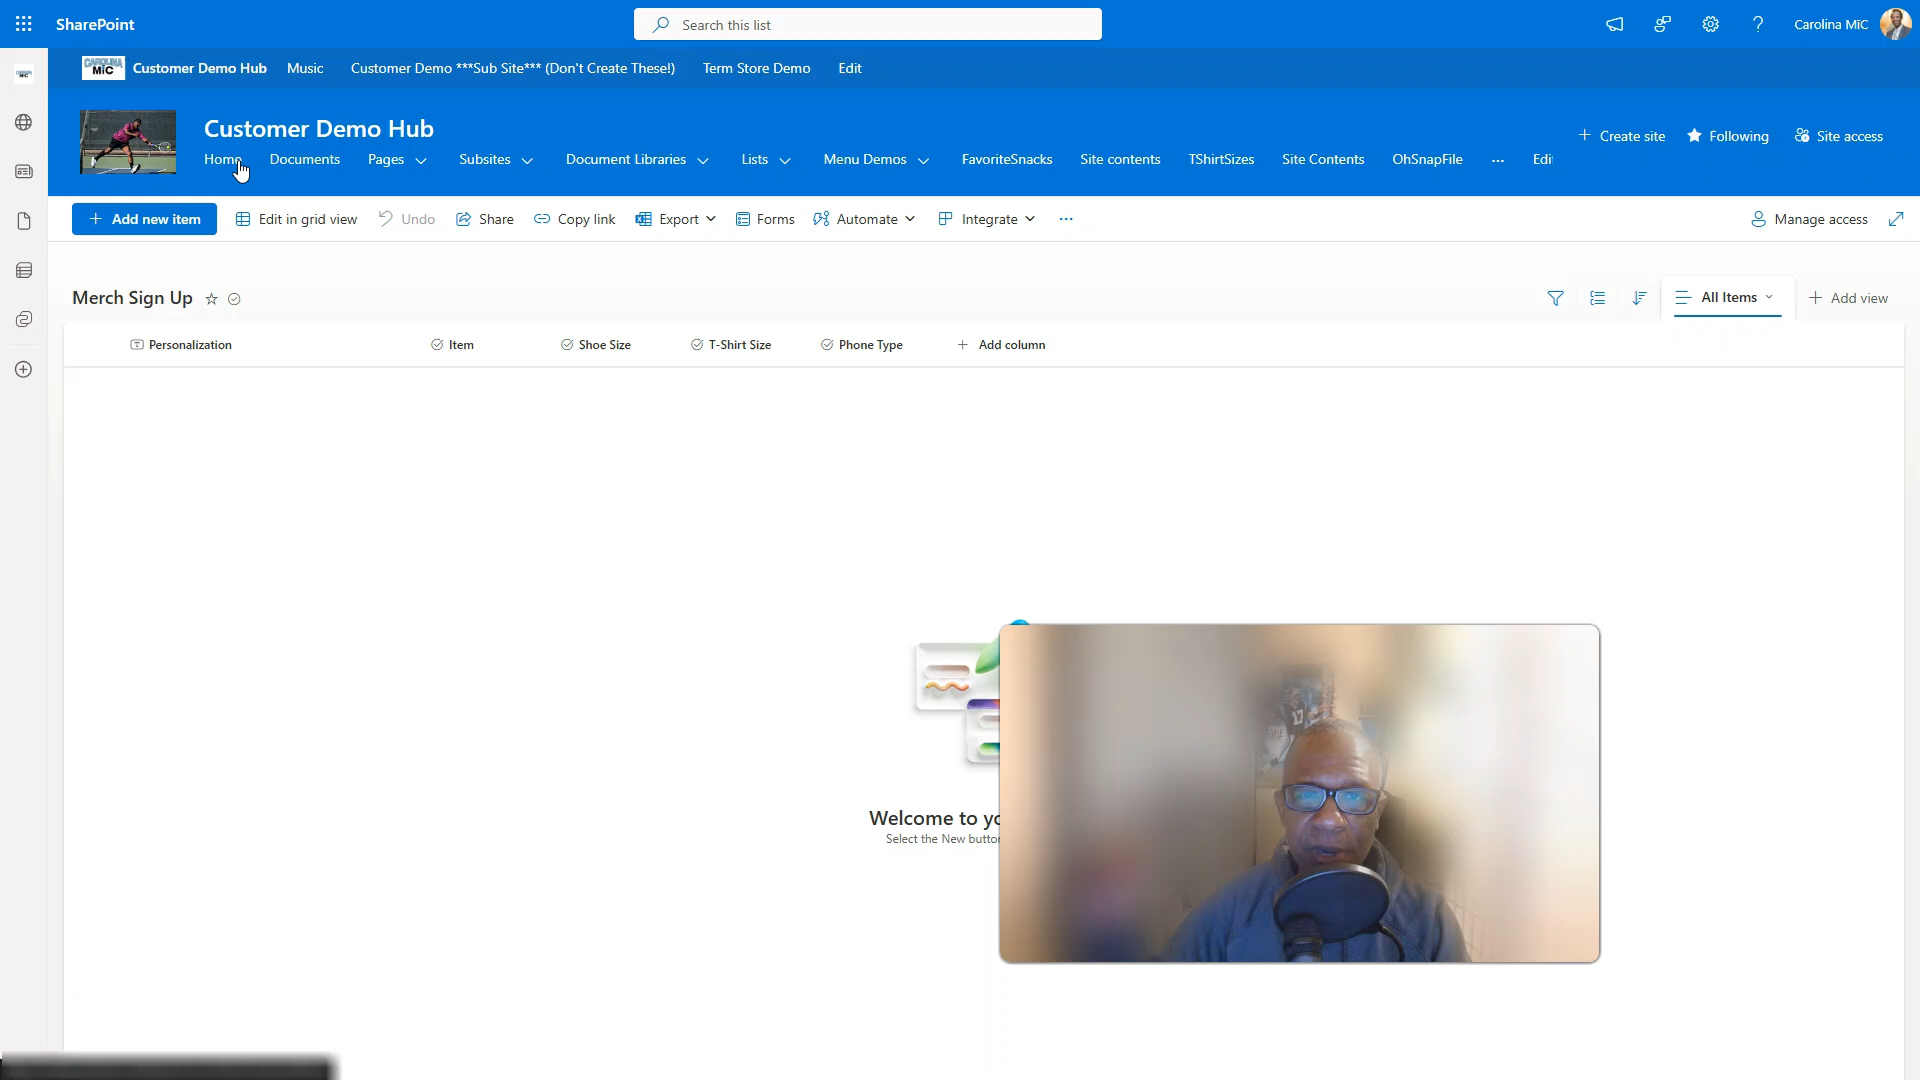 SharePoint
Search this list
Carolina MiC
CAROLINA
MiC
Customer Demo Hub
Music
Customer Demo ***Sub Site*** (Don't Create These!)
Term Store Demo
Edit
Customer Demo Hub
Home
Documents
Pages
Subsites
Document Libraries
Lists
Menu Demos
FavoriteSnacks
Site contents
TShirtSizes
Site Contents
OhSnapFile
...
Edi
Create site
Following
Site access
Add new item
Edit in grid view
Undo
Share
Copy link
Export
Forms
Automate
Integrate
...
Manage access
Merch Sign Up
All Items
Add view
Personalization
Item
Shoe Size
T-Shirt Size
Phone Type
Add column
Welcome to yo
Select the New button
17